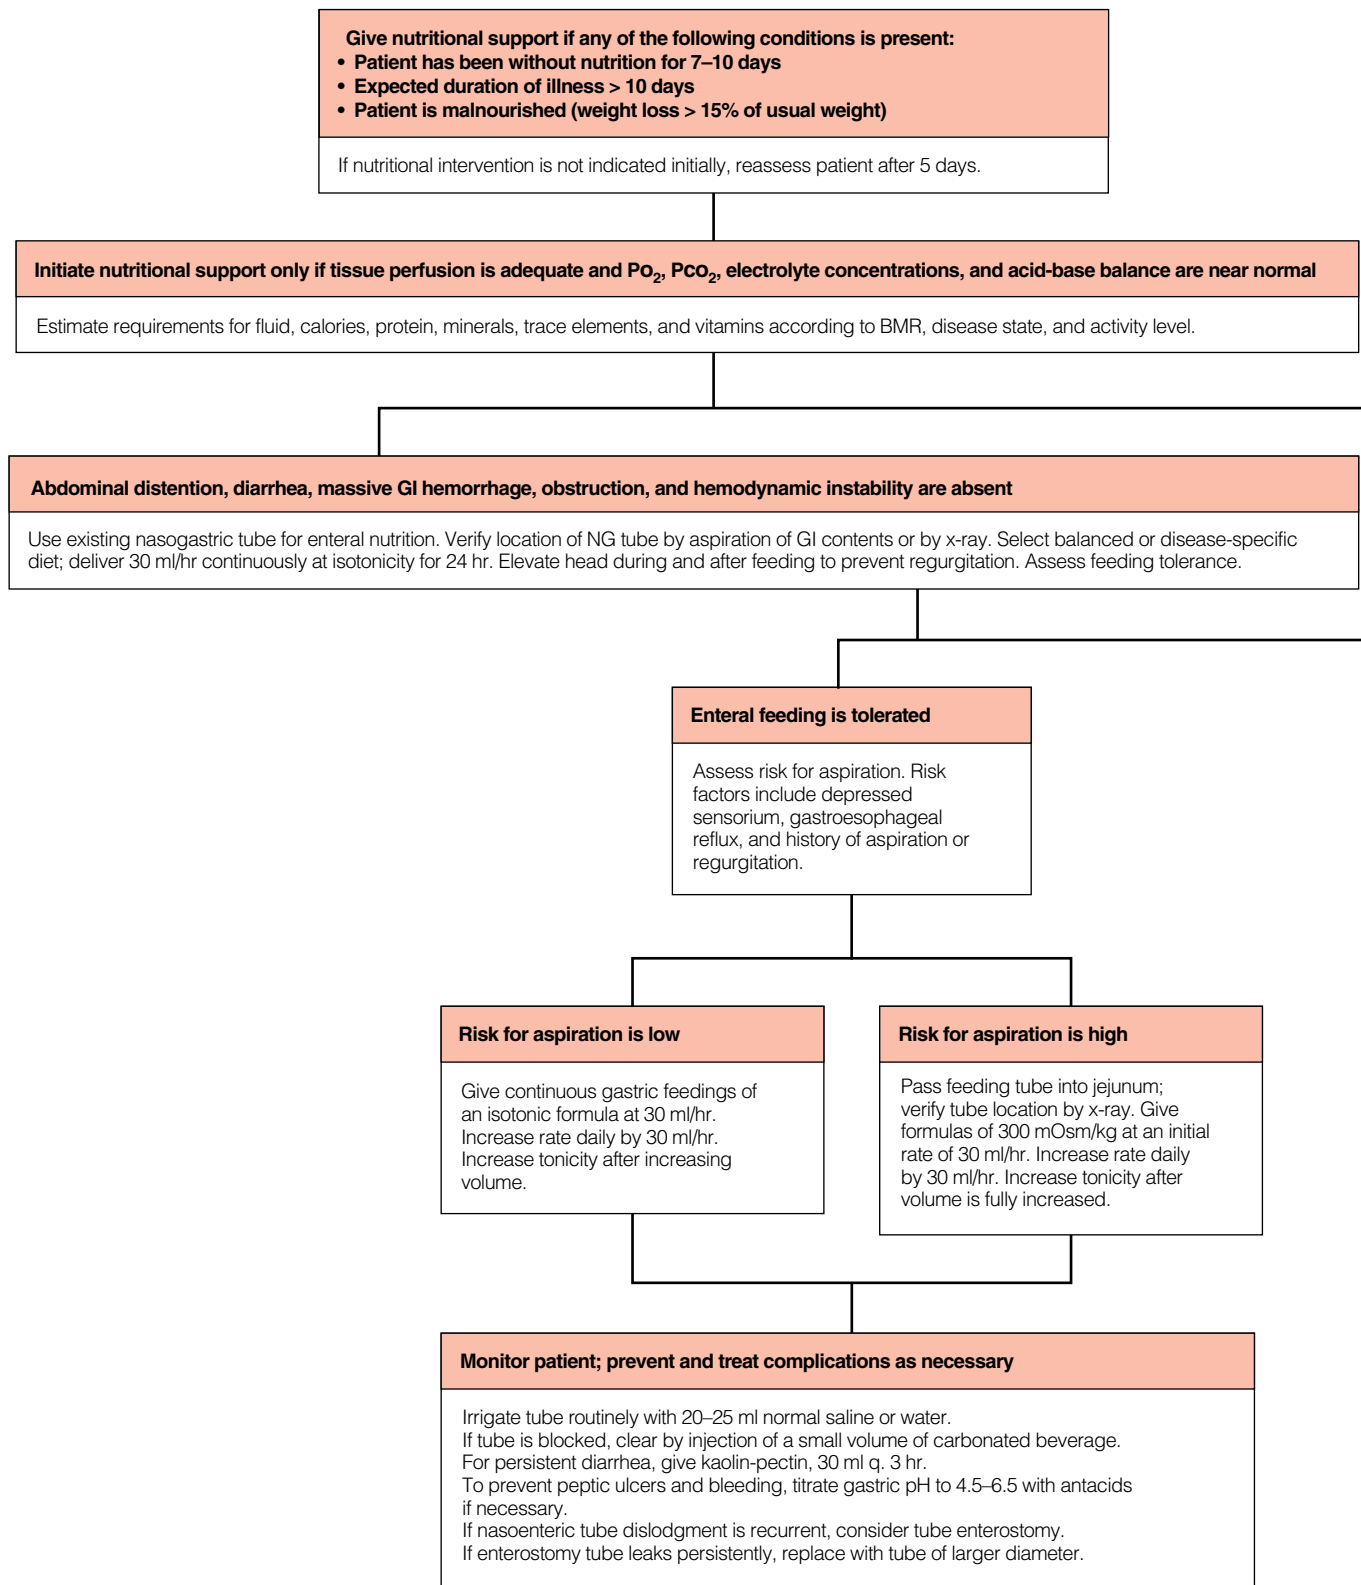 Give nutritional support if any of the following conditions is present:
• Patient has been without nutrition for 7–10 days
• Expected duration of illness > 10 days
• Patient is malnourished (weight loss > 15% of usual weight)
If nutritional intervention is not indicated initially, reassess patient after 5 days.
Initiate nutritional support only if tissue perfusion is adequate and Po₂, Pco₂, electrolyte concentrations, and acid-base balance are near normal
Estimate requirements for fluid, calories, protein, minerals, trace elements, and vitamins according to BMR, disease state, and activity level.
Abdominal distention, diarrhea, massive GI hemorrhage, obstruction, and hemodynamic instability are absent
Use existing nasogastric tube for enteral nutrition. Verify location of NG tube by aspiration of GI contents or by x-ray. Select balanced or disease-specific
diet; deliver 30 ml/hr continuously at isotonicity for 24 hr. Elevate head during and after feeding to prevent regurgitation. Assess feeding tolerance.
Enteral feeding is tolerated
Assess risk for aspiration. Risk
factors include depressed
sensorium, gastroesophageal
reflux, and history of aspiration or
regurgitation.
Risk for aspiration is low
Give continuous gastric feedings of
an isotonic formula at 30 ml/hr.
Increase rate daily by 30 ml/hr.
Increase tonicity after increasing
volume.
Risk for aspiration is high
Pass feeding tube into jejunum;
verify tube location by x-ray. Give
formulas of 300 mOsm/kg at an initial
rate of 30 ml/hr. Increase rate daily
by 30 ml/hr. Increase tonicity after
volume is fully increased.
Monitor patient; prevent and treat complications as necessary
Irrigate tube routinely with 20–25 ml normal saline or water.
If tube is blocked, clear by injection of a small volume of carbonated beverage.
For persistent diarrhea, give kaolin-pectin, 30 ml q. 3 hr.
To prevent peptic ulcers and bleeding, titrate gastric pH to 4.5–6.5 with antacids
if necessary.
If nasoenteric tube dislodgment is recurrent, consider tube enterostomy.
If enterostomy tube leaks persistently, replace with tube of larger diameter.